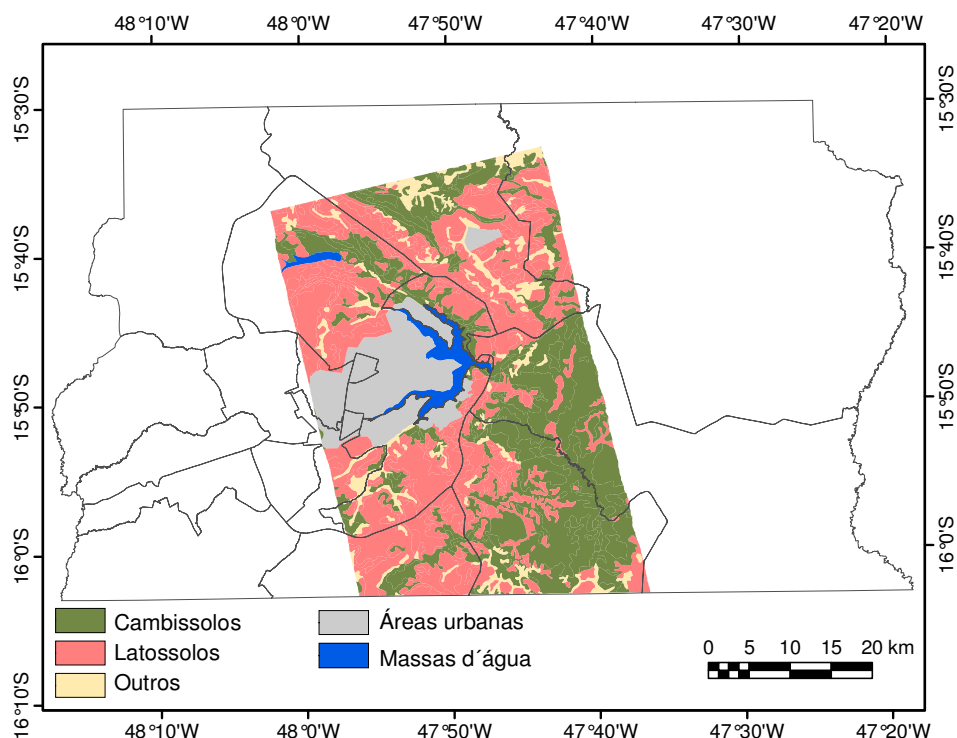 48°10'W 48°0'W 47°50'W 47°40'W 47°30'W 47°20'W
15°30'S
15°30'S
15°40'S
15°40'S
15°50'S
15°50'S
16°0'S
16°0'S
16°10'S
Cambissolos
Latossolos
Outros
Áreas urbanas
Massas d´água
0 5 10 15 20 km
48°10'W 48°0'W 47°50'W 47°40'W 47°30'W 47°20'W